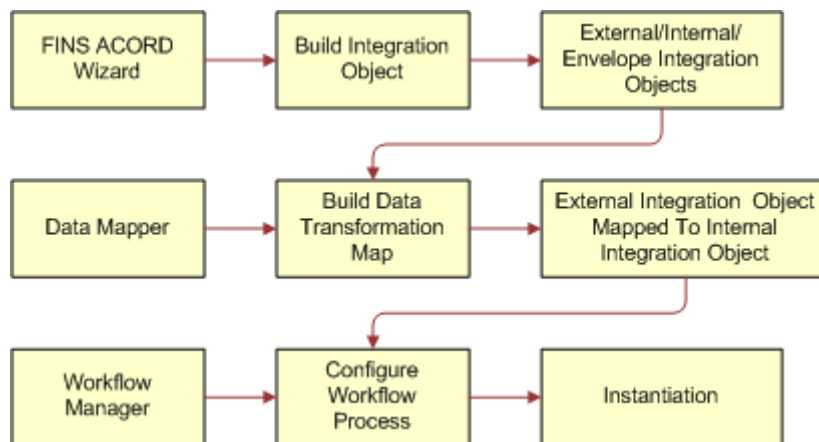 FINS ACORD
Wizard
Build Integration
Object
External/Internal/
Envelope Integration
Objects
Data Mapper
Build Data
Transformation
Map
External Integration Object
Mapped To Internal
Integration Object
Workflow
Manager
Configure
Workflow
Process
Instantiation